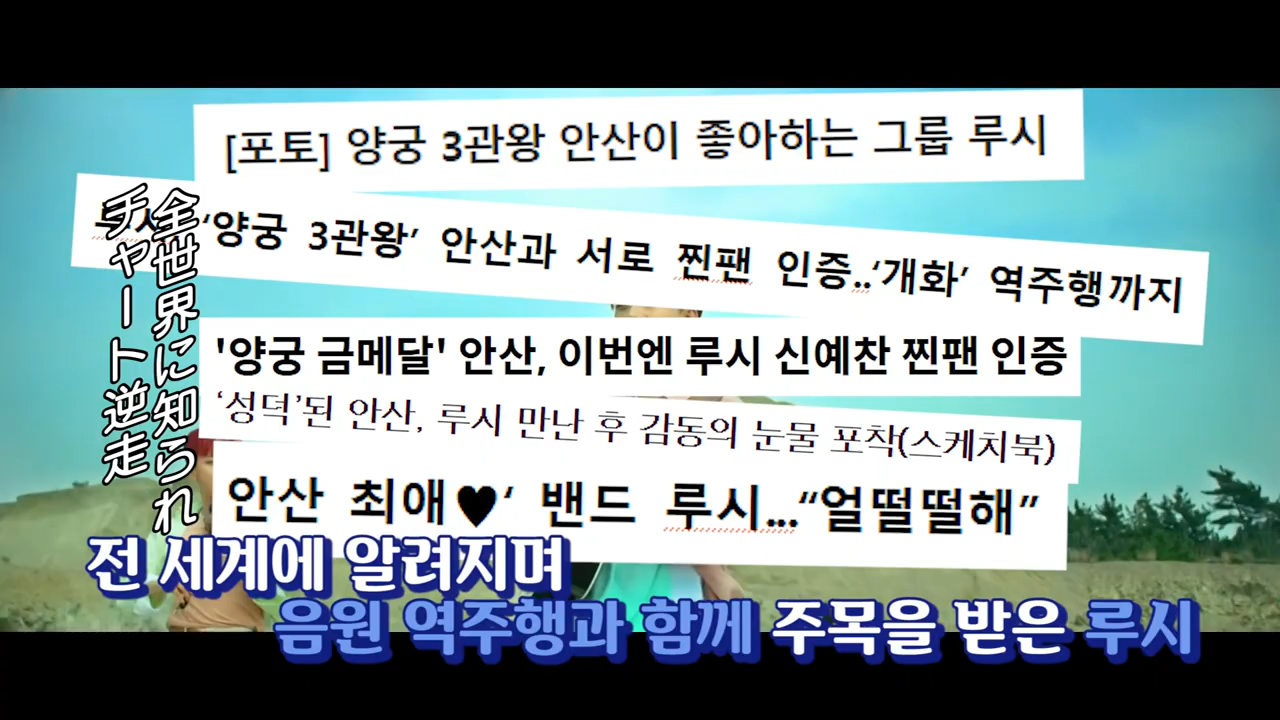 [포토] 양궁 3관왕 안산이 좋아하는 그룹 루시
‘양궁 3관왕’ 안산과 서로 찐팬 인증..‘개화’ 역주행까지
'양궁 금메달' 안산, 이번엔 루시 신예찬 찐팬 인증
‘성덕’된 안산, 루시 만난 후 감동의 눈물 포착(스케치북)
안산 최애♥‘ 밴드 루시...“얼떨떨해”
全世界に知られ
チャート逆走
전 세계에 알려지며
음원 역주행과 함께 주목을 받은 루시